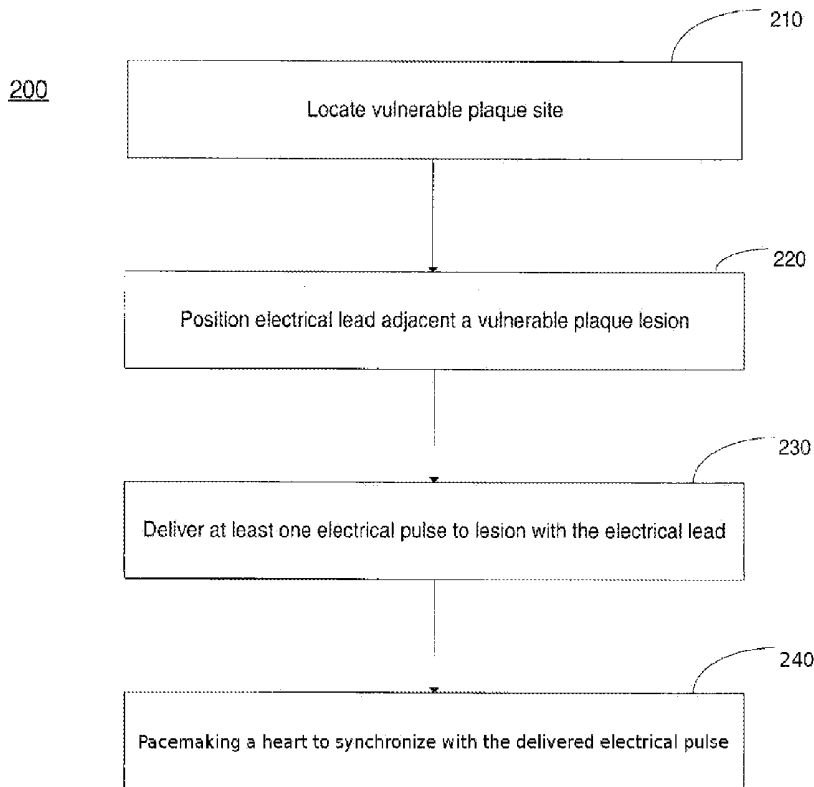 210
200
Locate vulnerable plaque site
220
Position electrical lead adjacent a vulnerable plaque lesion
230
Deliver at least one electrical pulse to lesion with the electrical lead
240
Pacemaking a heart to synchronize with the delivered electrical pulse